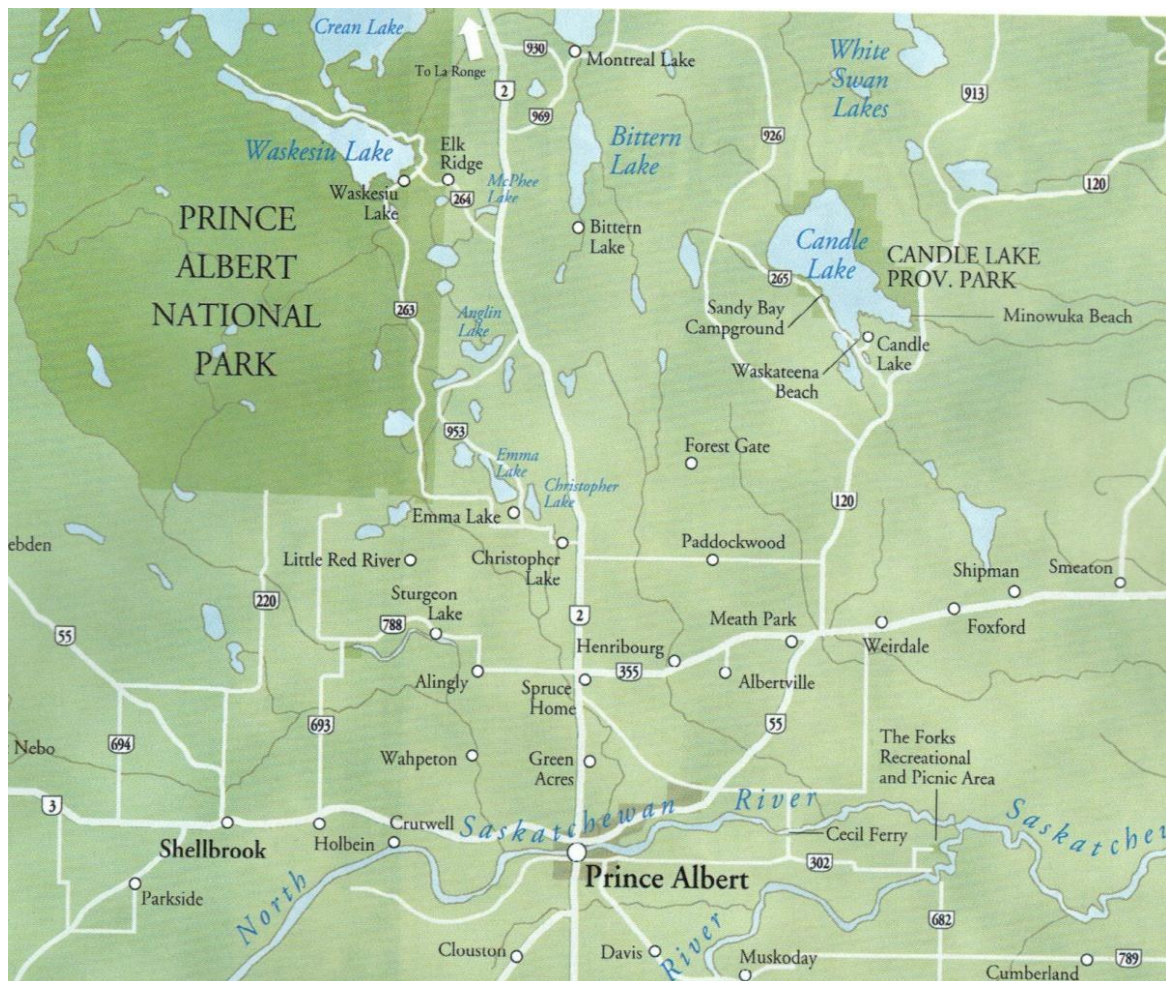 Crean Lake
To La Ronge
930
Montreal Lake
White
Swan
Lakes
913
2
969
926
Waskesiu Lake
Elk
Ridge
Bittern
Lake
McPhee
Lake
120
Waskesiu
Lake
264
PRINCE
ALBERT
NATIONAL
PARK
Bittern
Lake
Candle
Lake
CANDLE LAKE
PROV. PARK
265
263
Sandy Bay
Campground
Minowuka Beach
Anglin
Lake
Candle
Lake
Waskateena
Beach
953
Emma
Lake
Forest Gate
Christopher
Lake
120
Emma Lake
ebden
Little Red River
Christopher
Lake
Paddockwood
Shipman
Smeaton
220
Sturgeon
Lake
788
2
55
Meath Park
Foxford
Henribourg
Weirdale
355
Alingly
Spruce
Home
Albertville
693
55
Nebo
694
Wahpeton
Green
Acres
The Forks
Recreational
and Picnic Area
3
Saskatchewan
River
Crutwell
Cecil Ferry
Saskatchew
Shellbrook
Holbein
302
Prince Albert
Parkside
North
682
River
Clouston
Davis
Muskoday
789
Cumberland